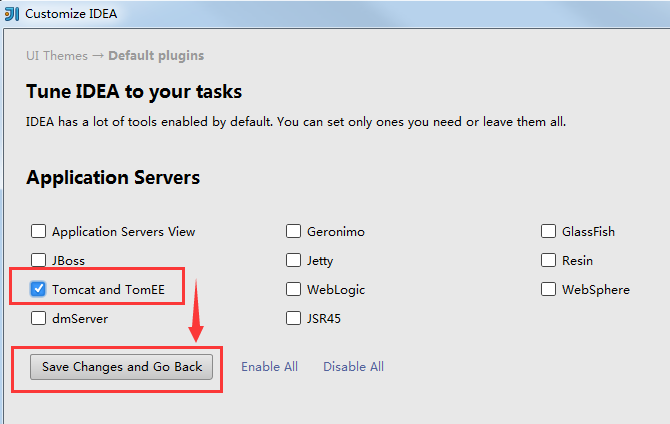 Customize IDEA
UI Themes → Default plugins
Tune IDEA to your tasks
IDEA has a lot of tools enabled by default. You can set only ones you need or leave them all.
Application Servers
Application Servers View Geronimo GlassFish
JBoss Jetty Resin
Tomcat and TomEE WebLogic WebSphere
dmServer JSR45
Save Changes and Go Back Enable All Disable All